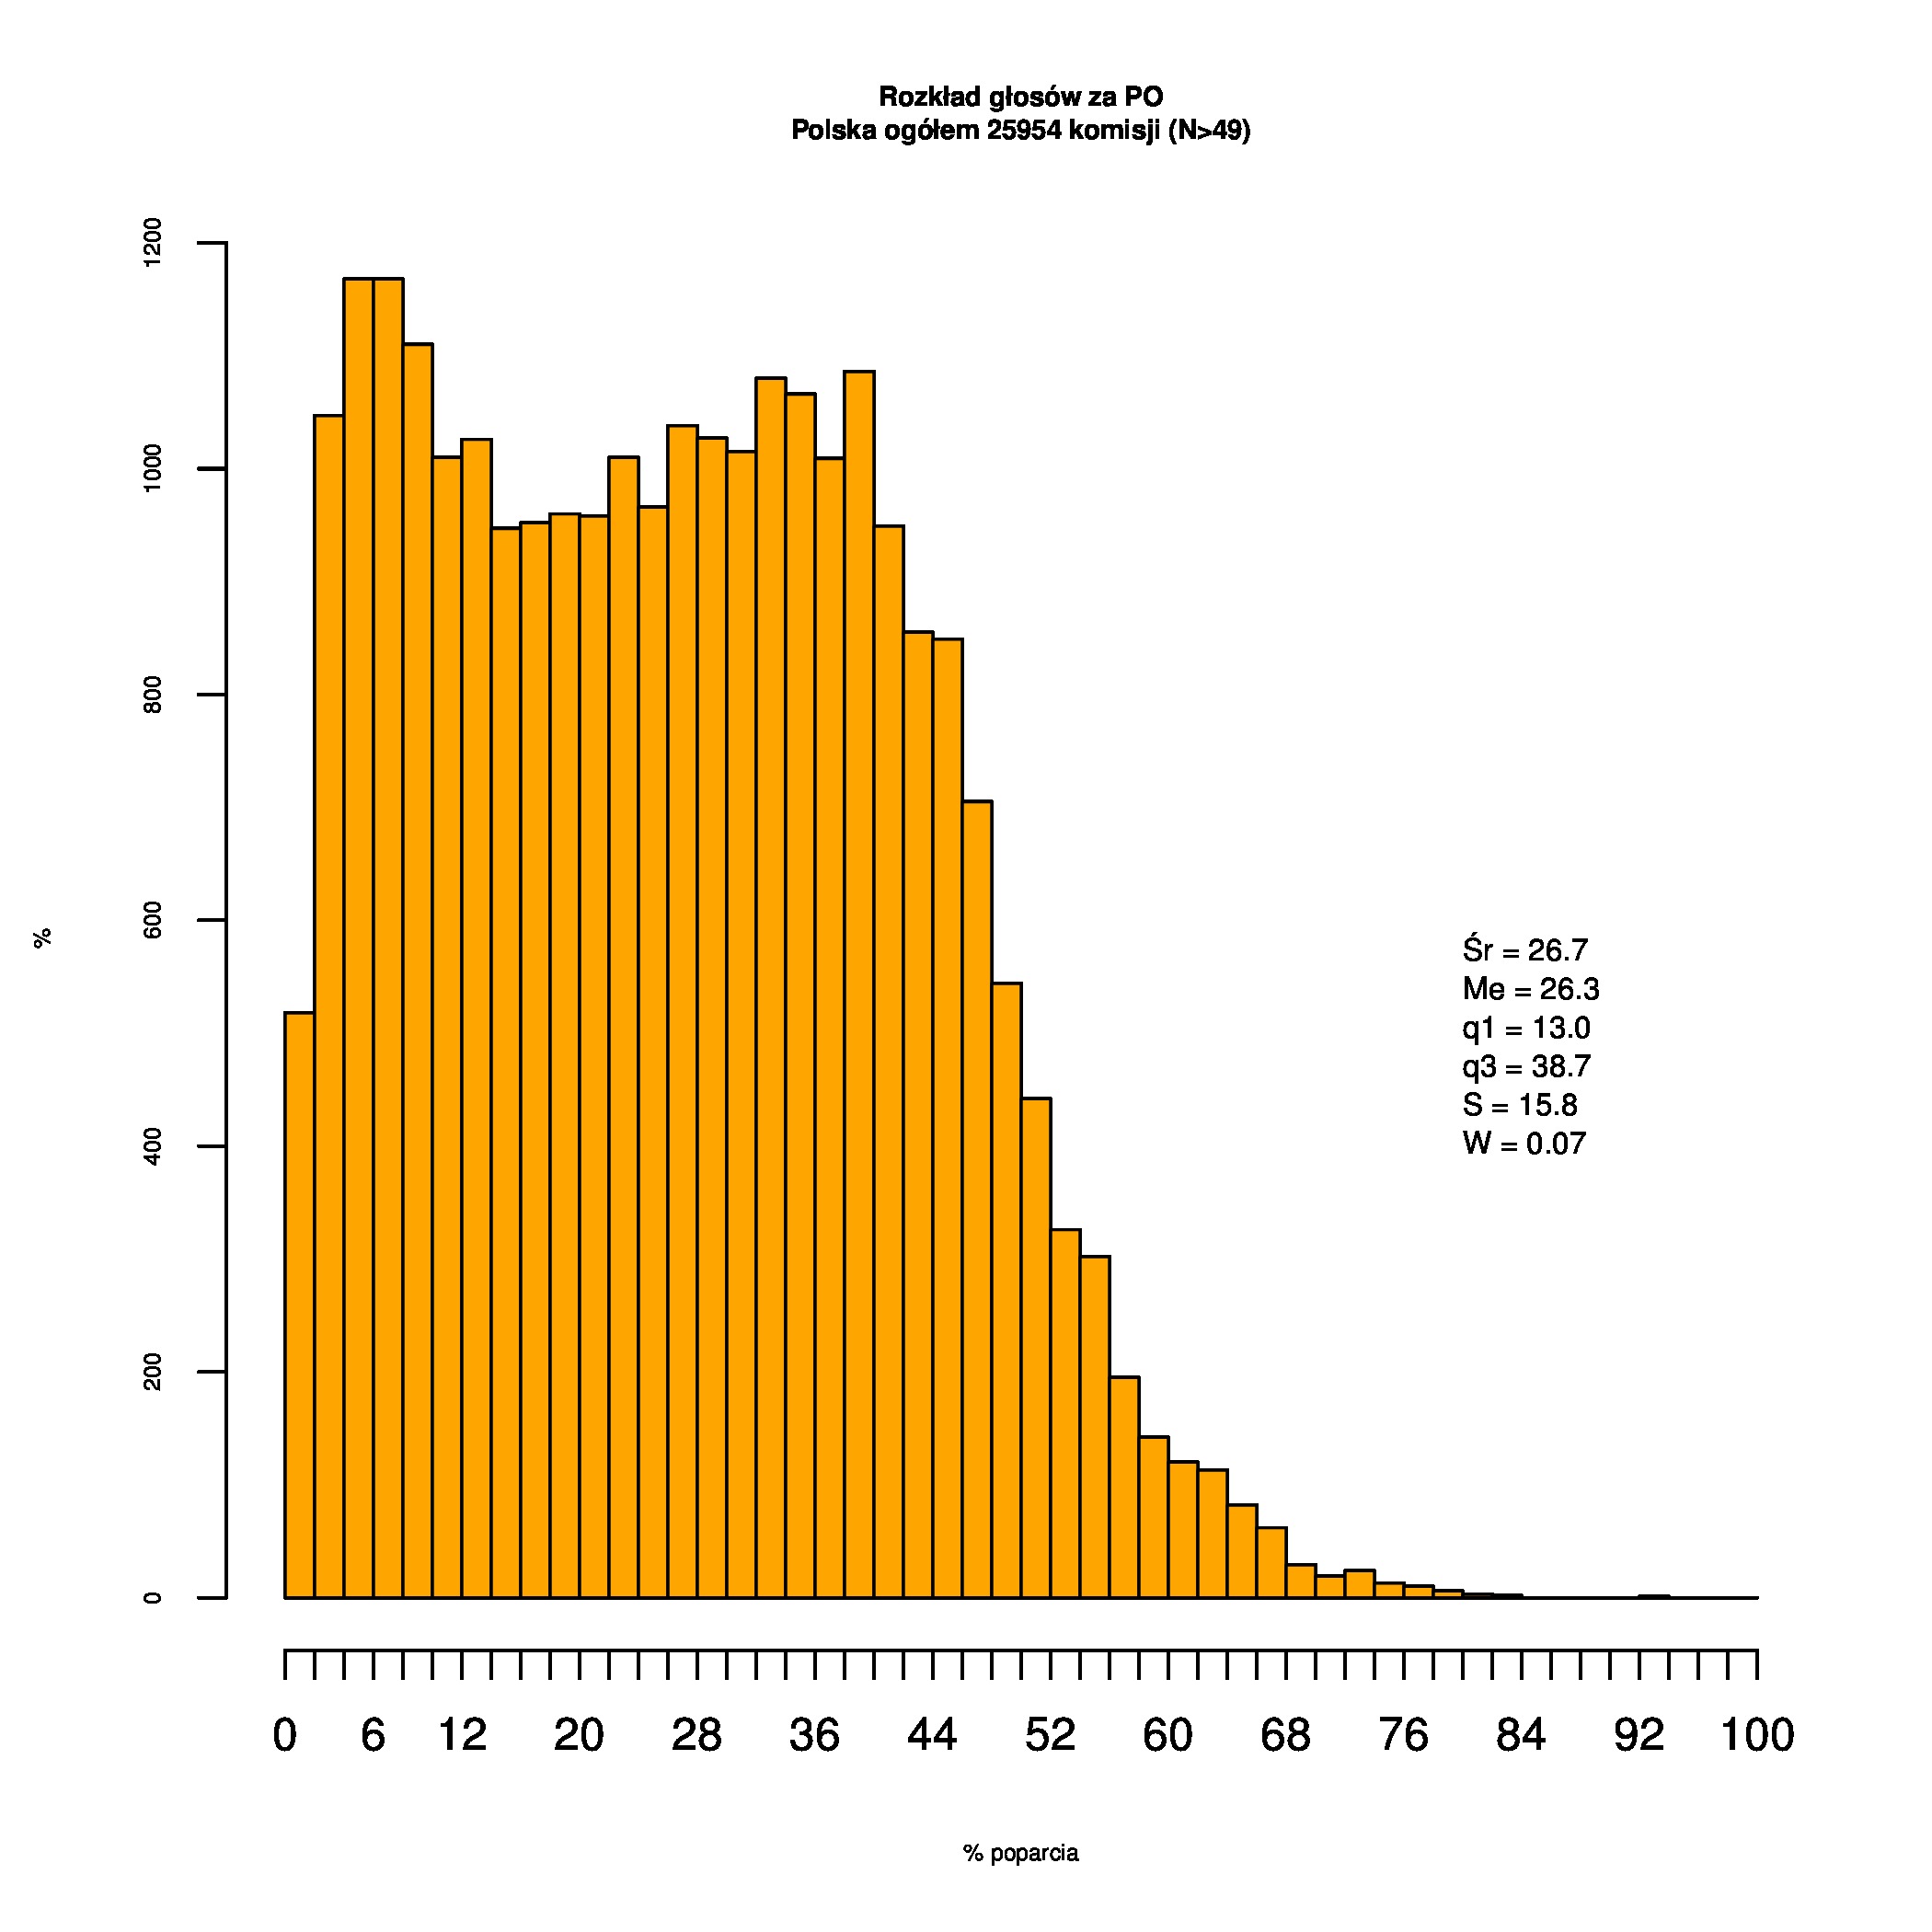 Rozkład głosów za PO
Polska ogółem 25954 komisji (N>49)
1200
1000
800
600
400
200
0
%
Śr = 26.7
Me = 26.3
q1 = 13.0
q3 = 38.7
S = 15.8
W = 0.07
0 6 12 20 28 36 44 52 60 68 76 84 92 100
% poparcia